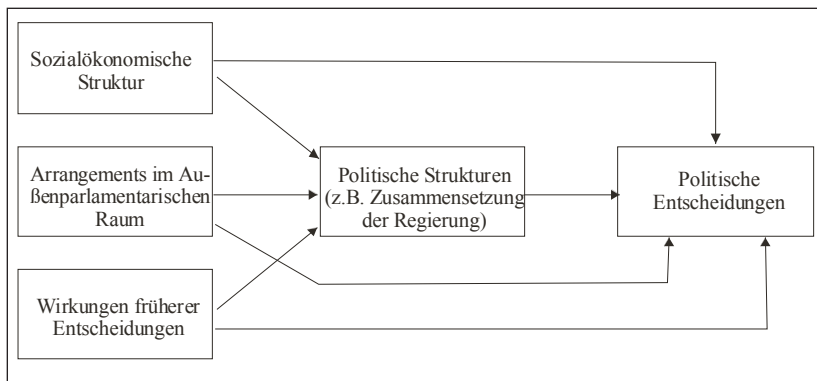 Sozialökonomische
Struktur
Arrangements im Au-
ßenparlamentarischen
Raum
Wirkungen früherer
Entscheidungen
Politische Strukturen
(z.B. Zusammensetzung
der Regierung)
Politische
Entscheidungen